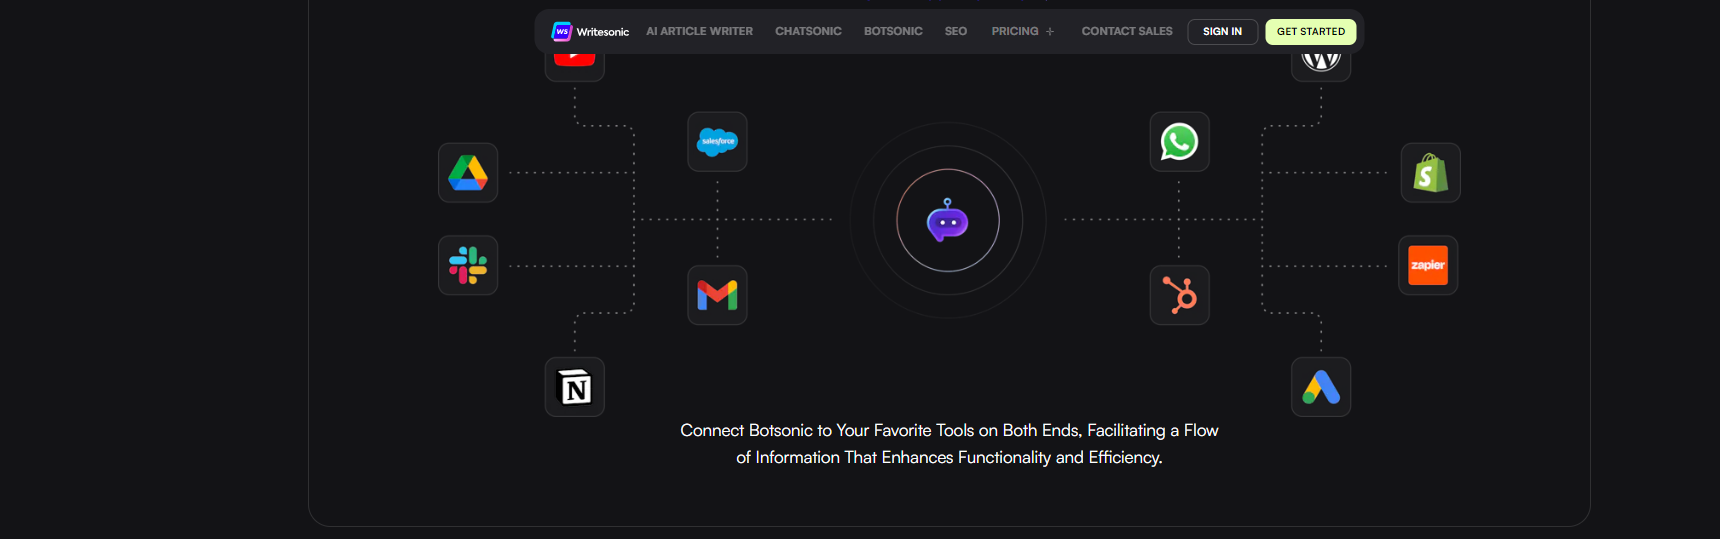 WS Writesonic AI ARTICLE WRITER CHATSONIC BOTSONIC SEO PRICING + CONTACT SALES SIGN IN GET STARTED
salesforce
S
zapier
N
Connect Botsonic to Your Favorite Tools on Both Ends, Facilitating a Flow
of Information That Enhances Functionality and Efficiency.